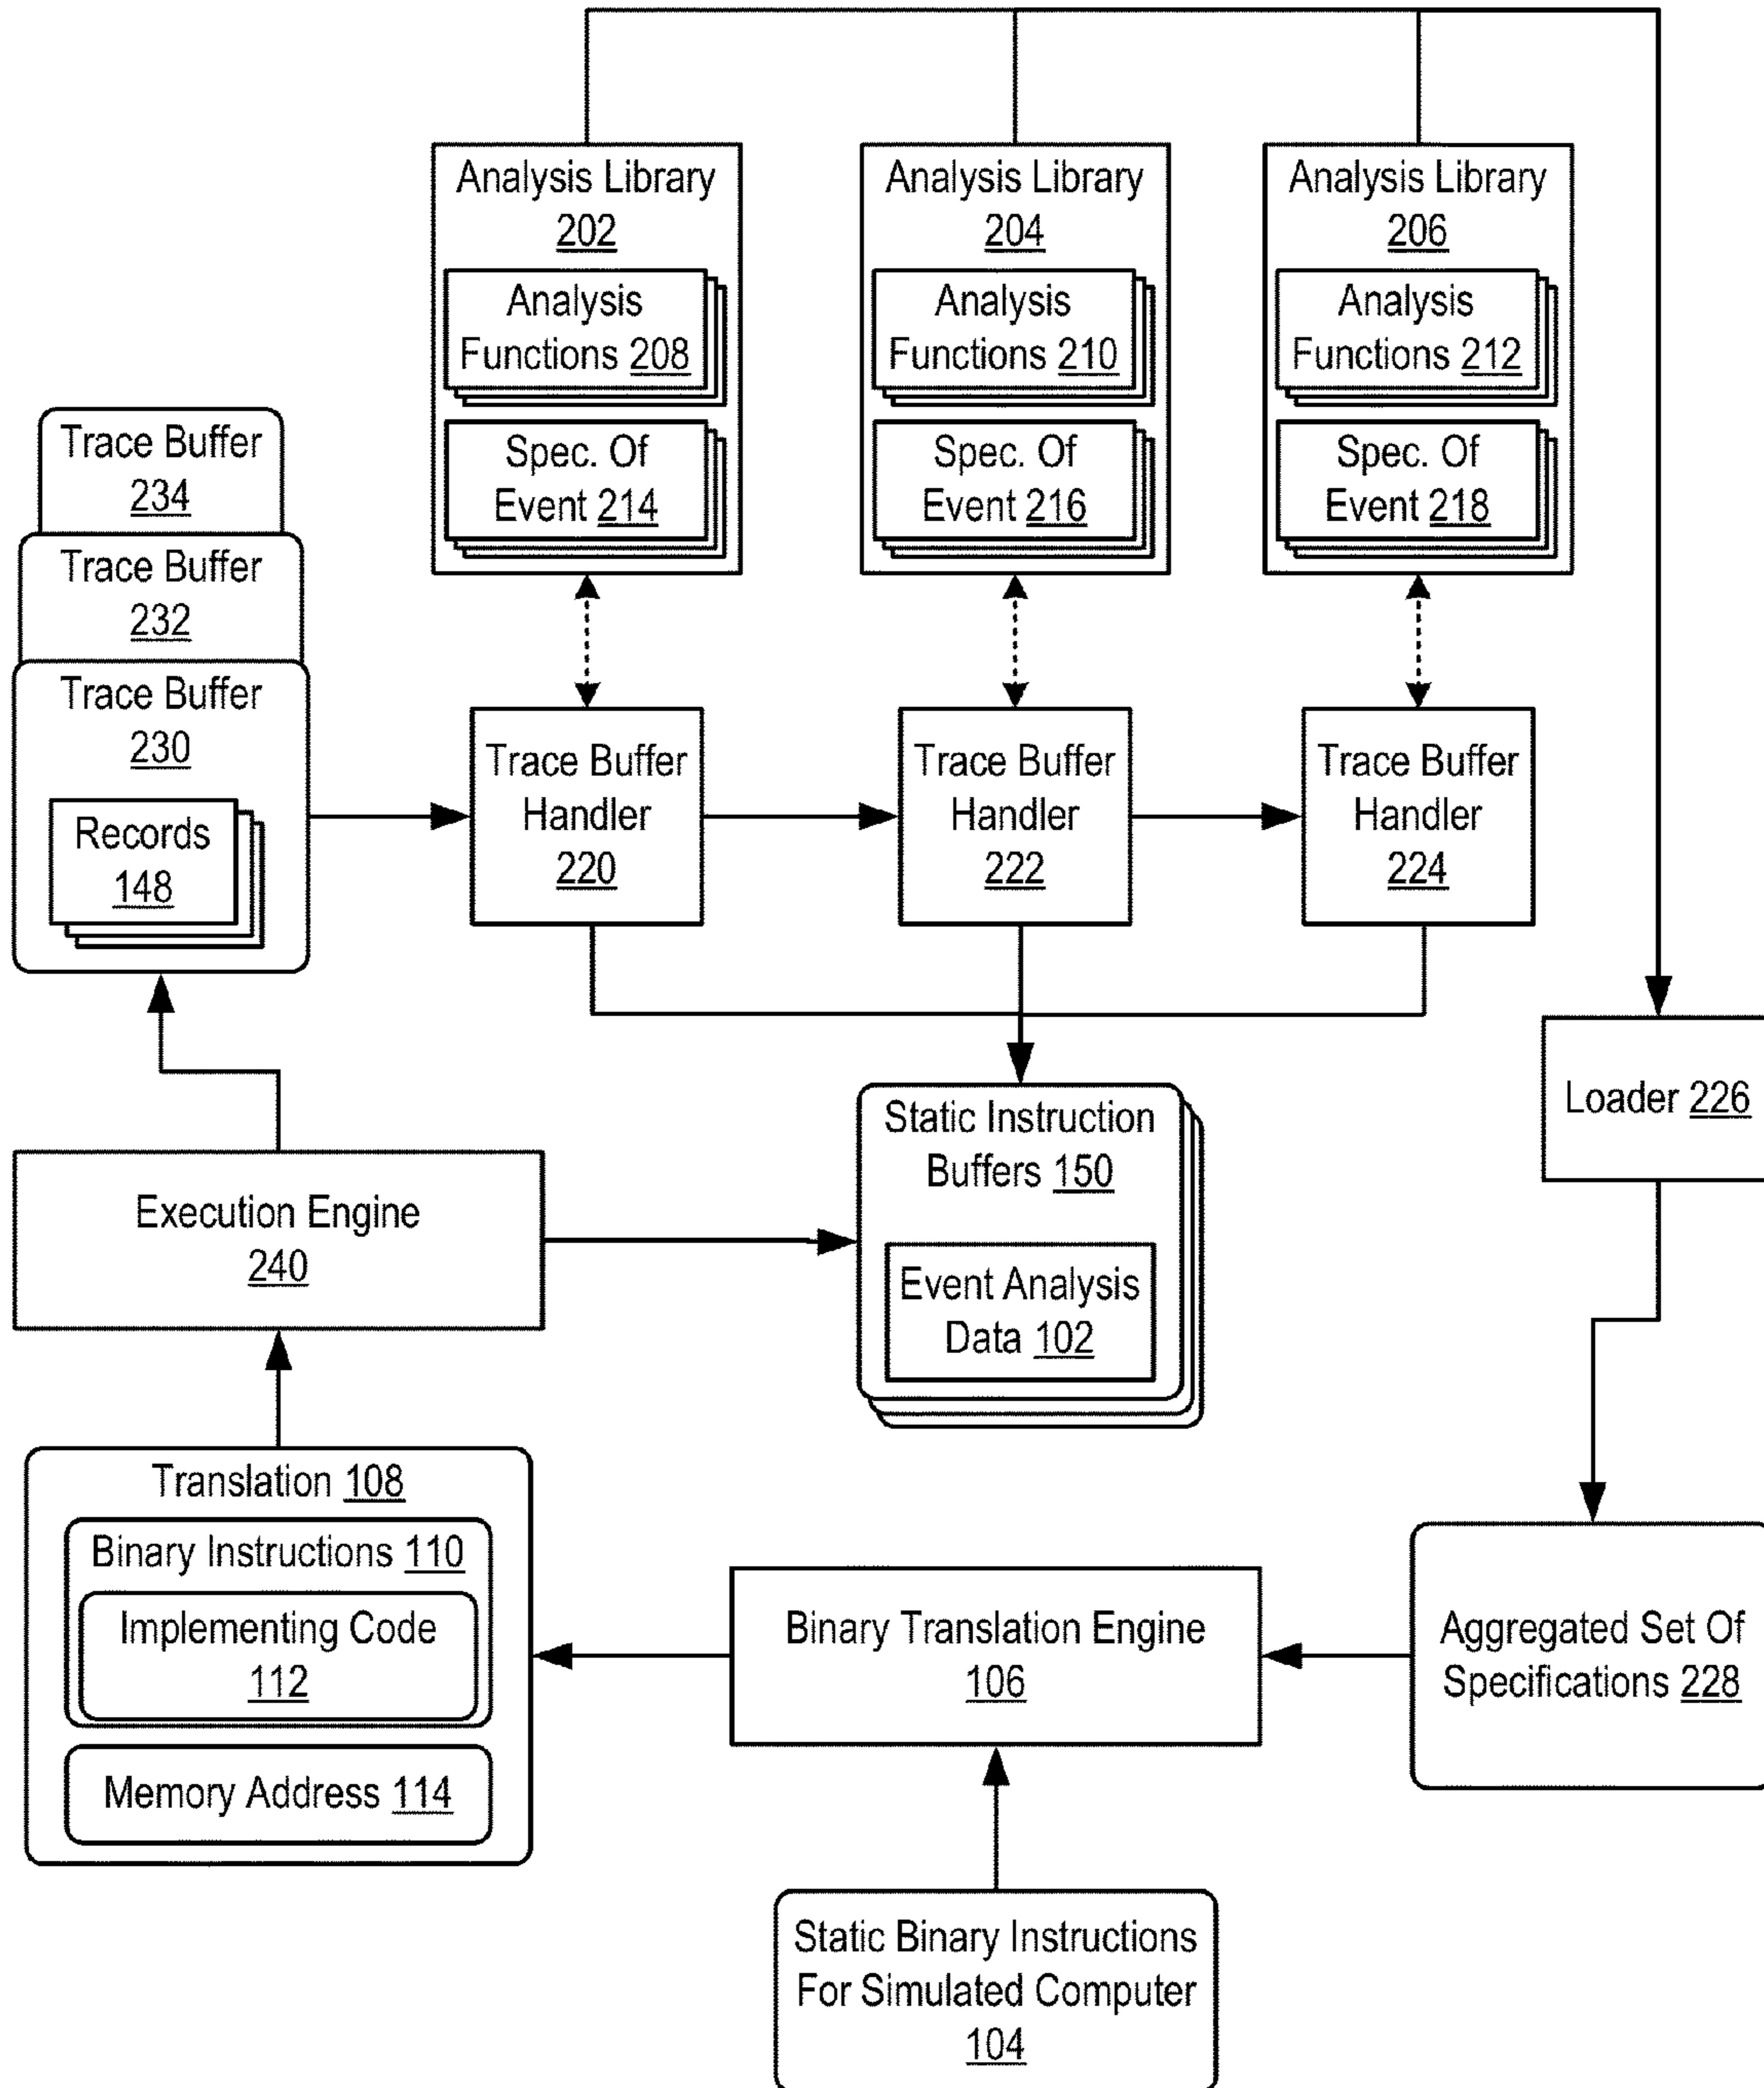 Analysis Library
202
Analysis
Functions 208
Spec. Of
Event 214
Analysis Library
204
Analysis
Functions 210
Spec. Of
Event 216
Analysis Library
206
Analysis
Functions 212
Spec. Of
Event 218
Trace Buffer
234
Trace Buffer
232
Trace Buffer
230
Records
148
Trace Buffer
Handler
220
Trace Buffer
Handler
222
Trace Buffer
Handler
224
Loader 226
Static Instruction
Buffers 150
Event Analysis
Data 102
Execution Engine
240
Translation 108
Binary Instructions 110
Implementing Code
112
Memory Address 114
Binary Translation Engine
106
Aggregated Set Of
Specifications 228
Static Binary Instructions
For Simulated Computer
104